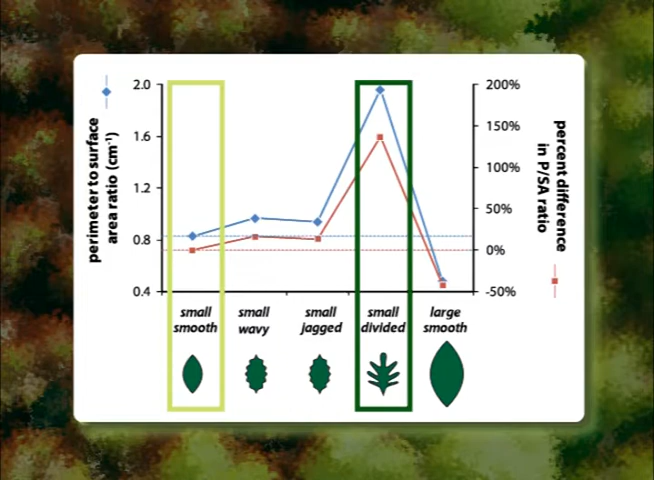 perimeter to surface
area ratio (cm⁻¹)
2.0
1.6
1.2
0.8
0.4
200%
150%
100%
50%
0%
-50%
percent difference
in P/SA ratio
small
smooth
small
wavy
small
jagged
small
divided
large
smooth